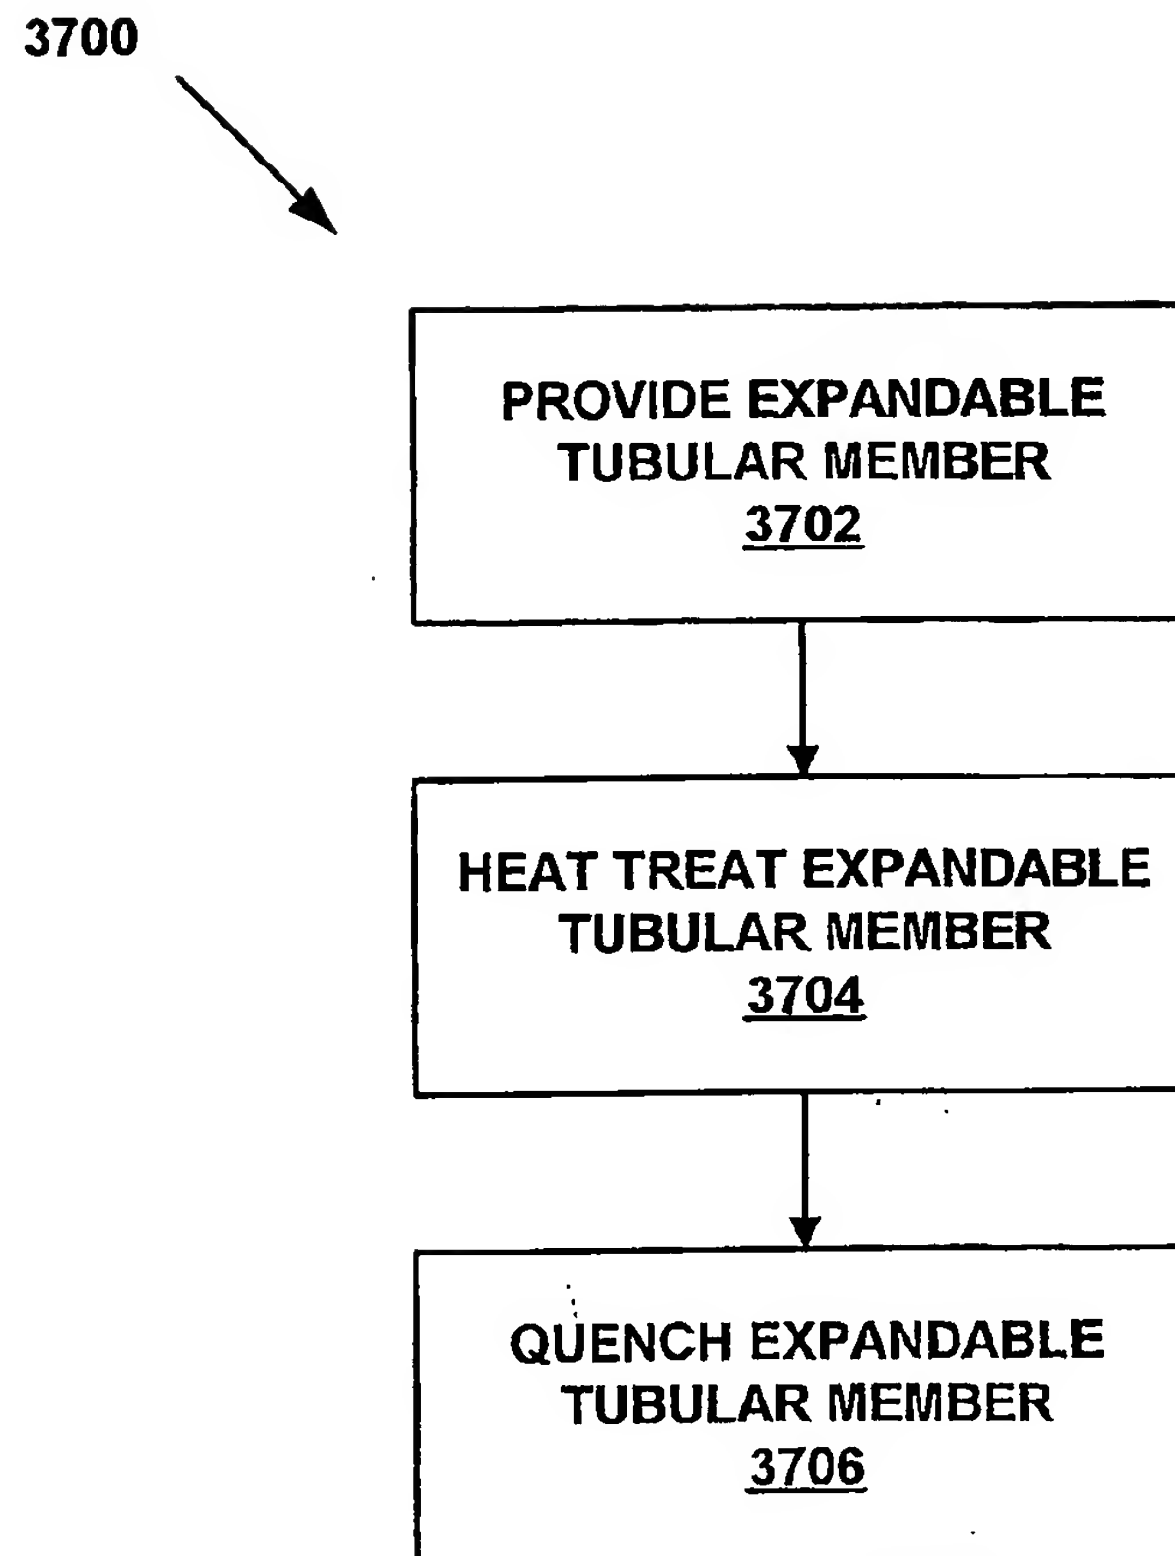 3700
PROVIDE EXPANDABLE
TUBULAR MEMBER
3702
HEAT TREAT EXPANDABLE
TUBULAR MEMBER
3704
QUENCH EXPANDABLE
TUBULAR MEMBER
3706